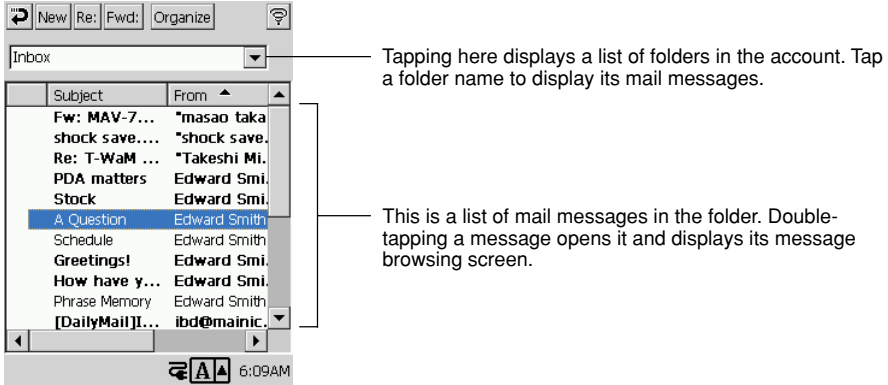 New Re: Fwd: Organize
Inbox
Tapping here displays a list of folders in the account. Tap
a folder name to display its mail messages.
Subject From
Fw: MAV-7... "masao taka
shock save.... "shock save.
Re: T-WaM ... "Takeshi Mi.
PDA matters Edward Smi.
Stock Edward Smi.
A Question Edward Smith
Schedule Edward Smith
Greetings! Edward Smi.
How have y... Edward Smi.
Phrase Memory Edward Smith
[DailyMail]I... ibd@mainic.
This is a list of mail messages in the folder. Double-
tapping a message opens it and displays its message
browsing screen.
A 6:09AM